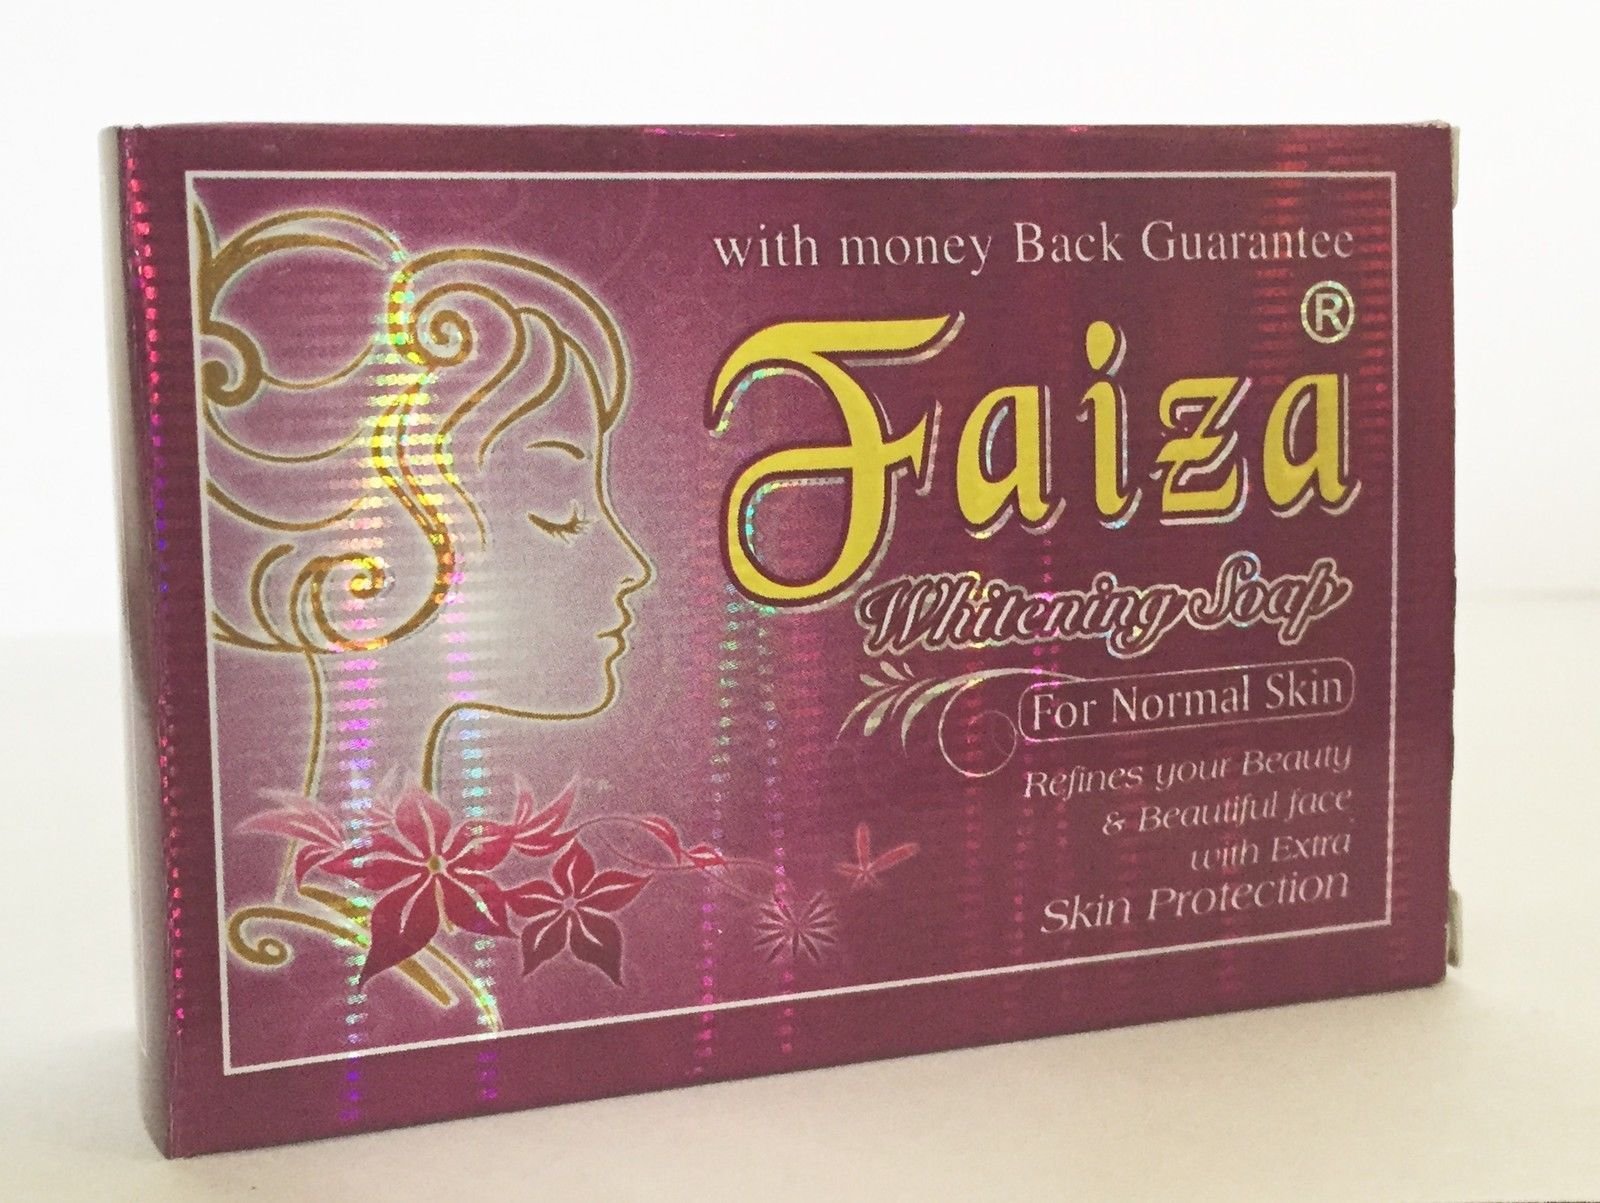 with money Back Guarantee
Faiza®
Whitening Soap
For Normal Skin
Refines your Beauty
& Beautiful face
with Extra
Skin Protection